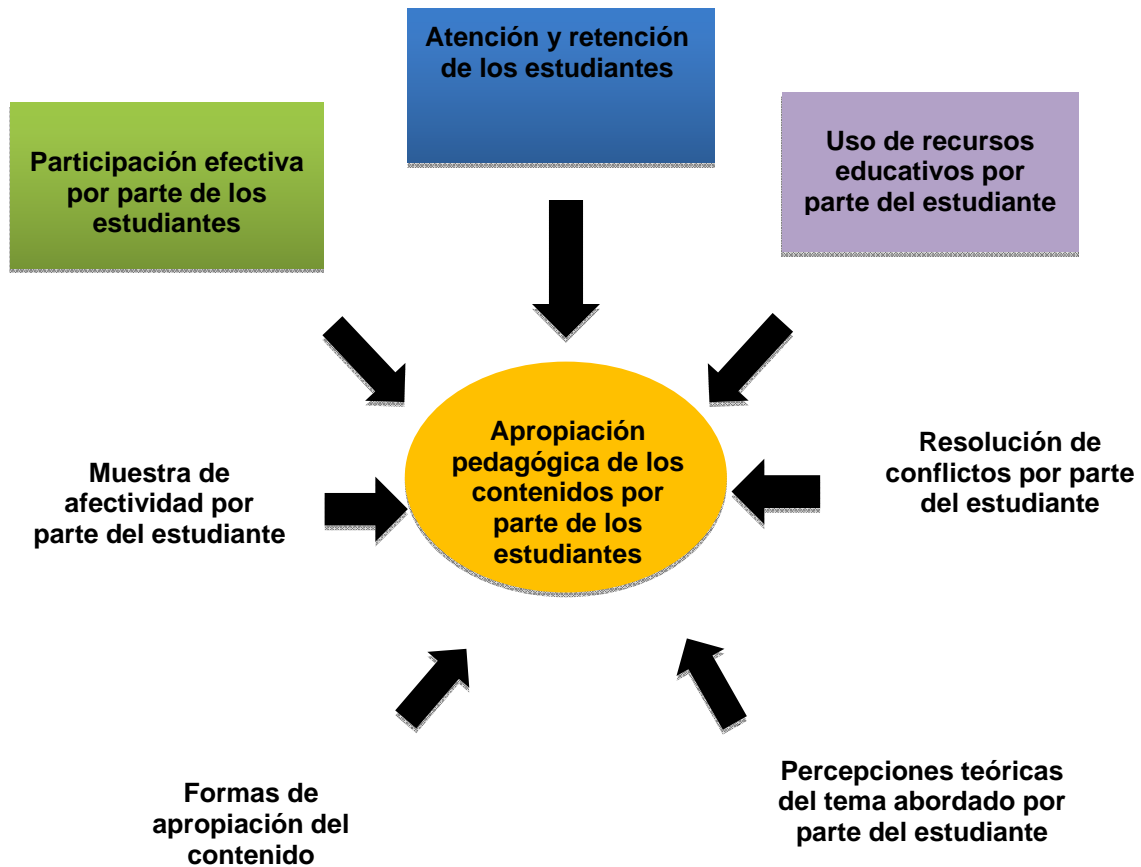 Atención y retención
de los estudiantes
Participación efectiva
por parte de los
estudiantes
Uso de recursos
educativos por
parte del estudiante
Apropiación
pedagógica de los
contenidos por
parte de los
estudiantes
Muestra de
afectividad por
parte del estudiante
Resolución de
conflictos por parte
del estudiante
Formas de
apropiación del
contenido
Percepciones teóricas
del tema abordado por
parte del estudiante